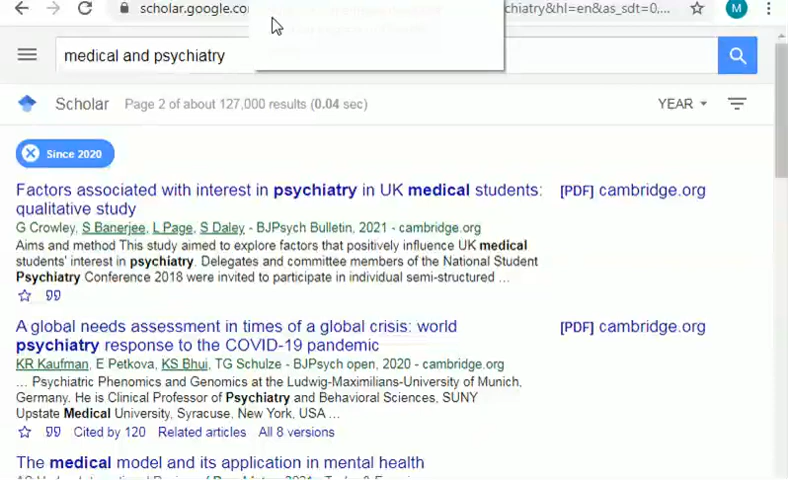 scholar.google.co
chiatry&hl=en&as_sdt=0,...
M
medical and psychiatry
Scholar Page 2 of about 127,000 results (0.04 sec) YEAR
Since 2020
Factors associated with interest in psychiatry in UK medical students: [PDF] cambridge.org
qualitative study
G Crowley, S Banerjee, L Page, S Daley - BJPsych Bulletin, 2021 - cambridge.org
Aims and method This study aimed to explore factors that positively influence UK medical
students' interest in psychiatry. Delegates and committee members of the National Student
Psychiatry Conference 2018 were invited to participate in individual semi-structured ...
A global needs assessment in times of a global crisis: world [PDF] cambridge.org
psychiatry response to the COVID-19 pandemic
KR Kaufman, E Petkova, KS Bhui, TG Schulze - BJPsych open, 2020 - cambridge.org
... Psychiatric Phenomics and Genomics at the Ludwig-Maximilians-University of Munich,
Germany. He is Clinical Professor of Psychiatry and Behavioral Sciences, SUNY
Upstate Medical University, Syracuse, New York, USA ...
Cited by 120 Related articles All 8 versions
The medical model and its application in mental health